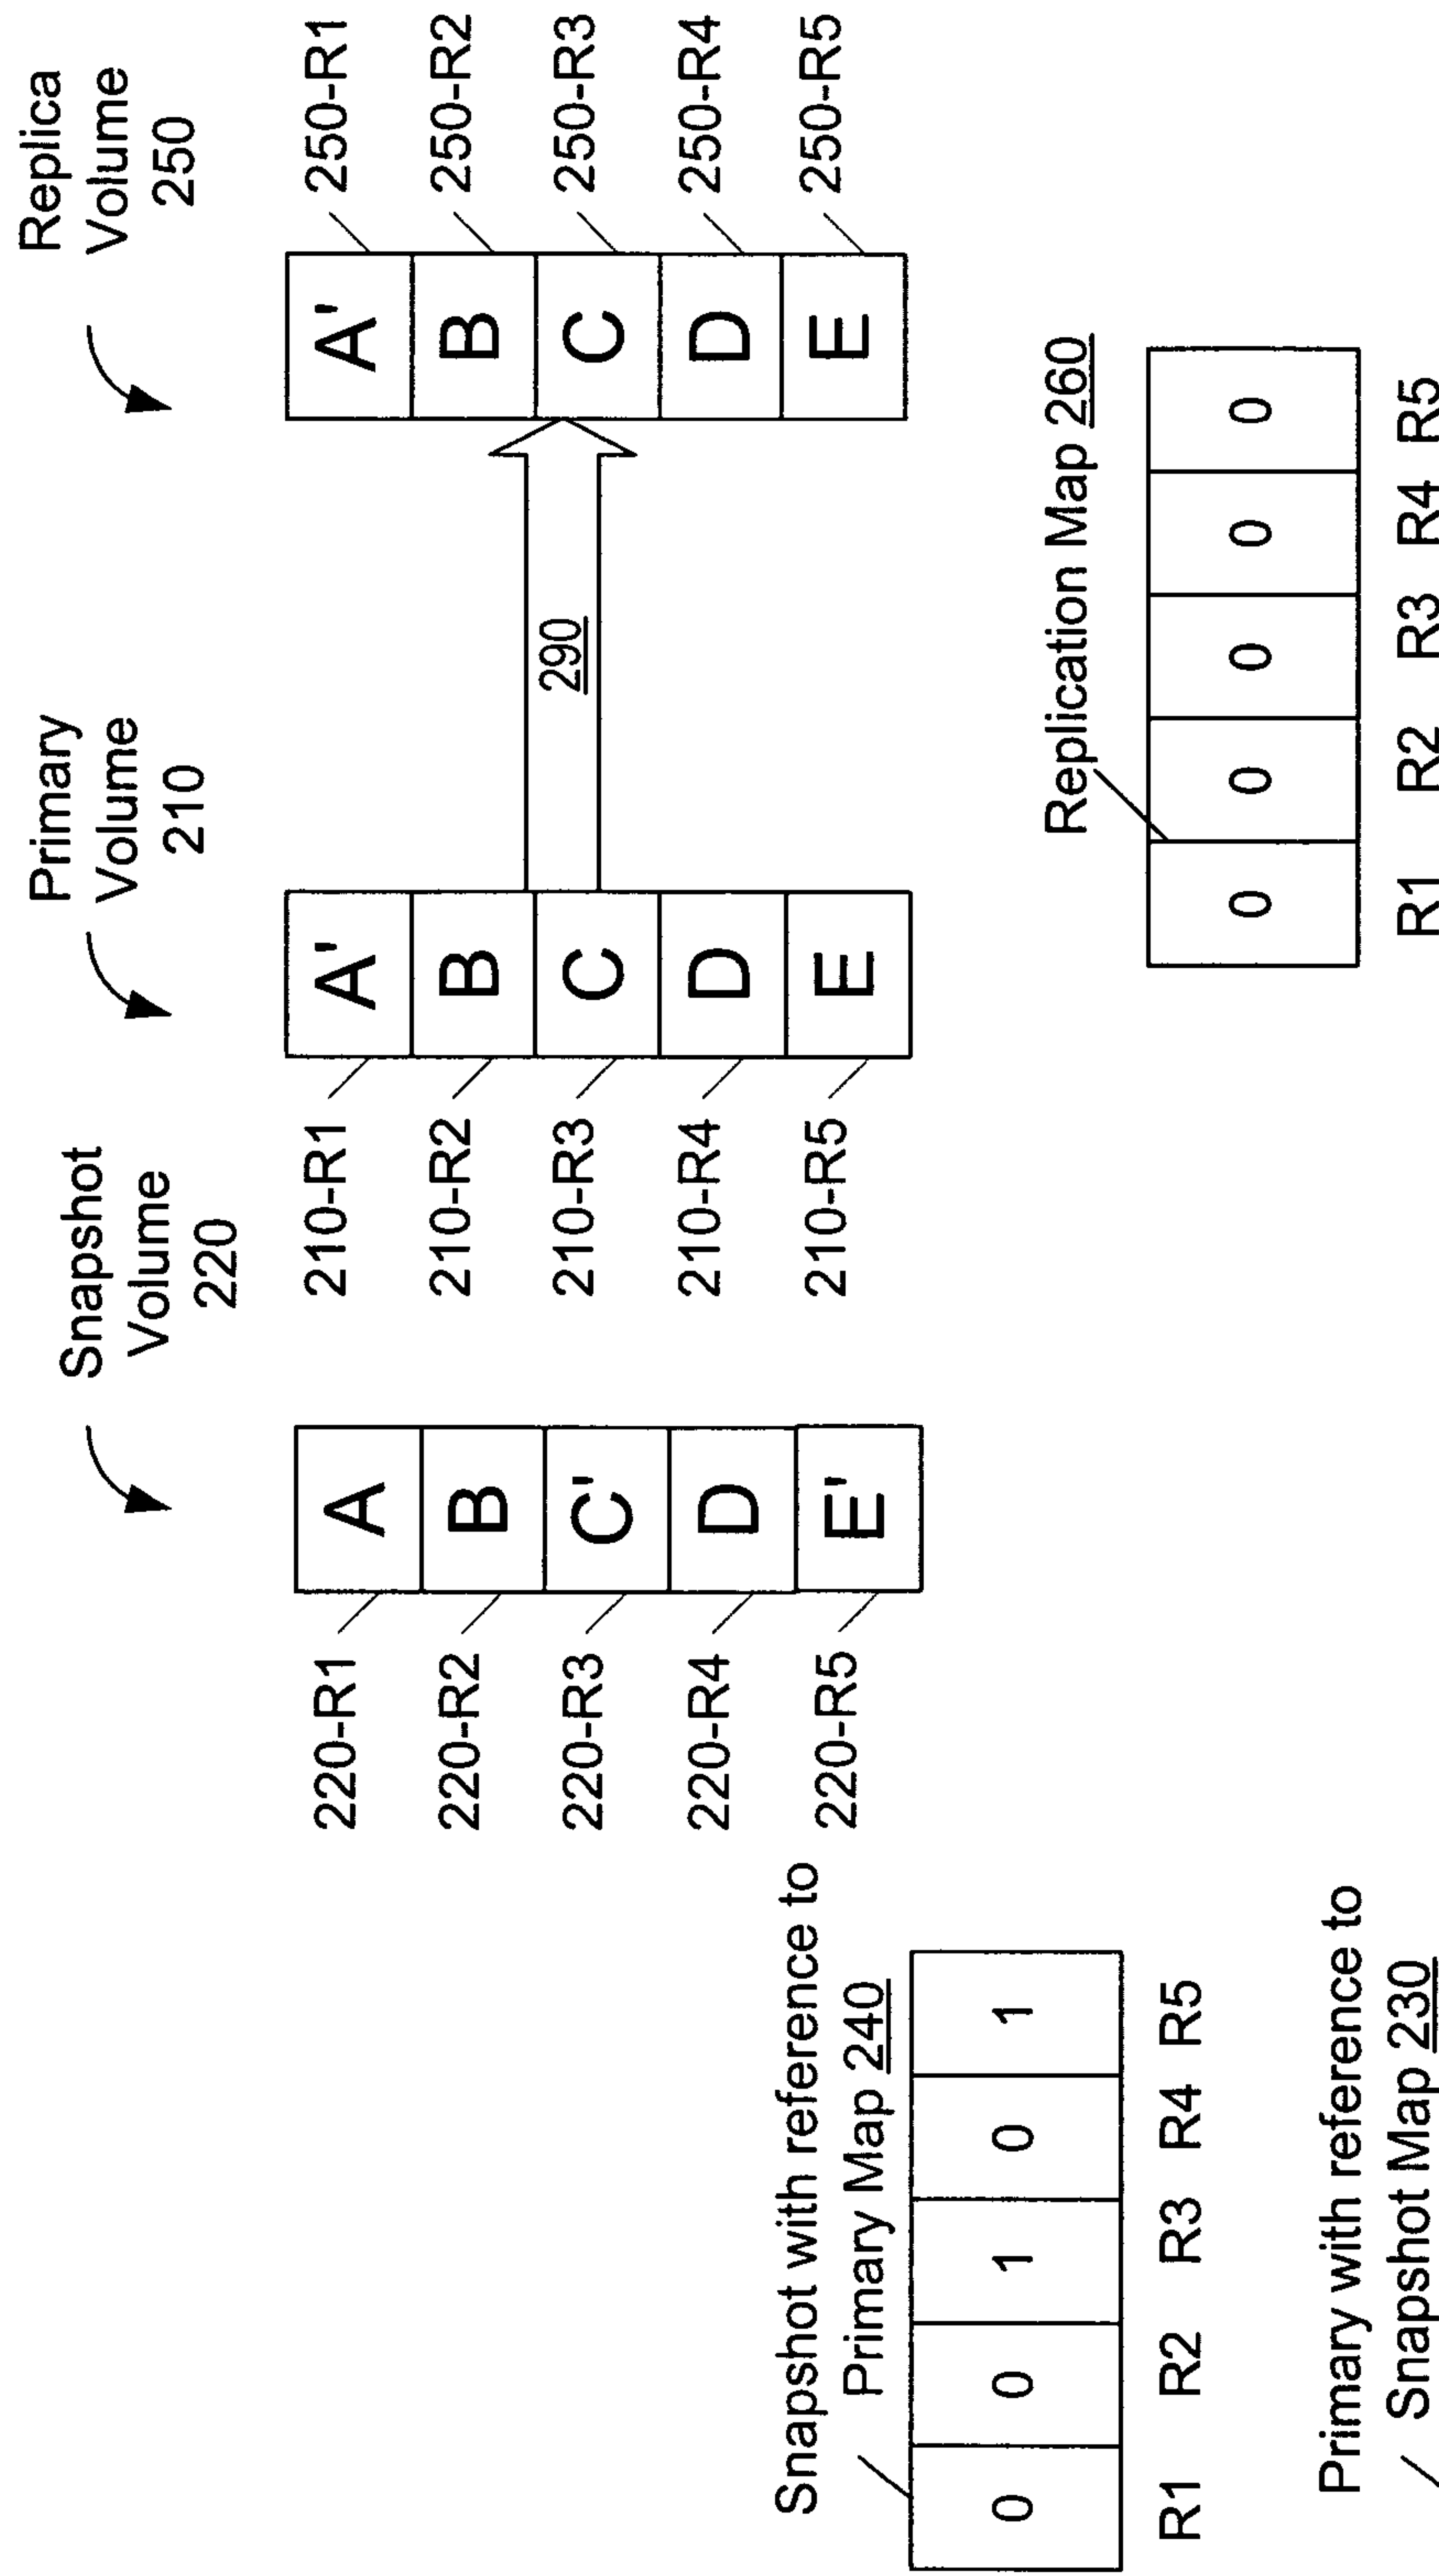 Snapshot
Volume
220
Primary
Volume
210
Replica
Volume
250
220-R1
A
210-R1
A'
A'
250-R1
220-R2
B
210-R2
B
B
250-R2
220-R3
C'
210-R3
C
290
C
250-R3
220-R4
D
210-R4
D
D
250-R4
220-R5
E'
210-R5
E
E
250-R5
Snapshot with reference to
Primary Map 240
0 0 1 0 1
R1 R2 R3 R4 R5
Replication Map 260
0 0 0 0 0
R1 R2 R3 R4 R5
Primary with reference to
Snapshot Map 230